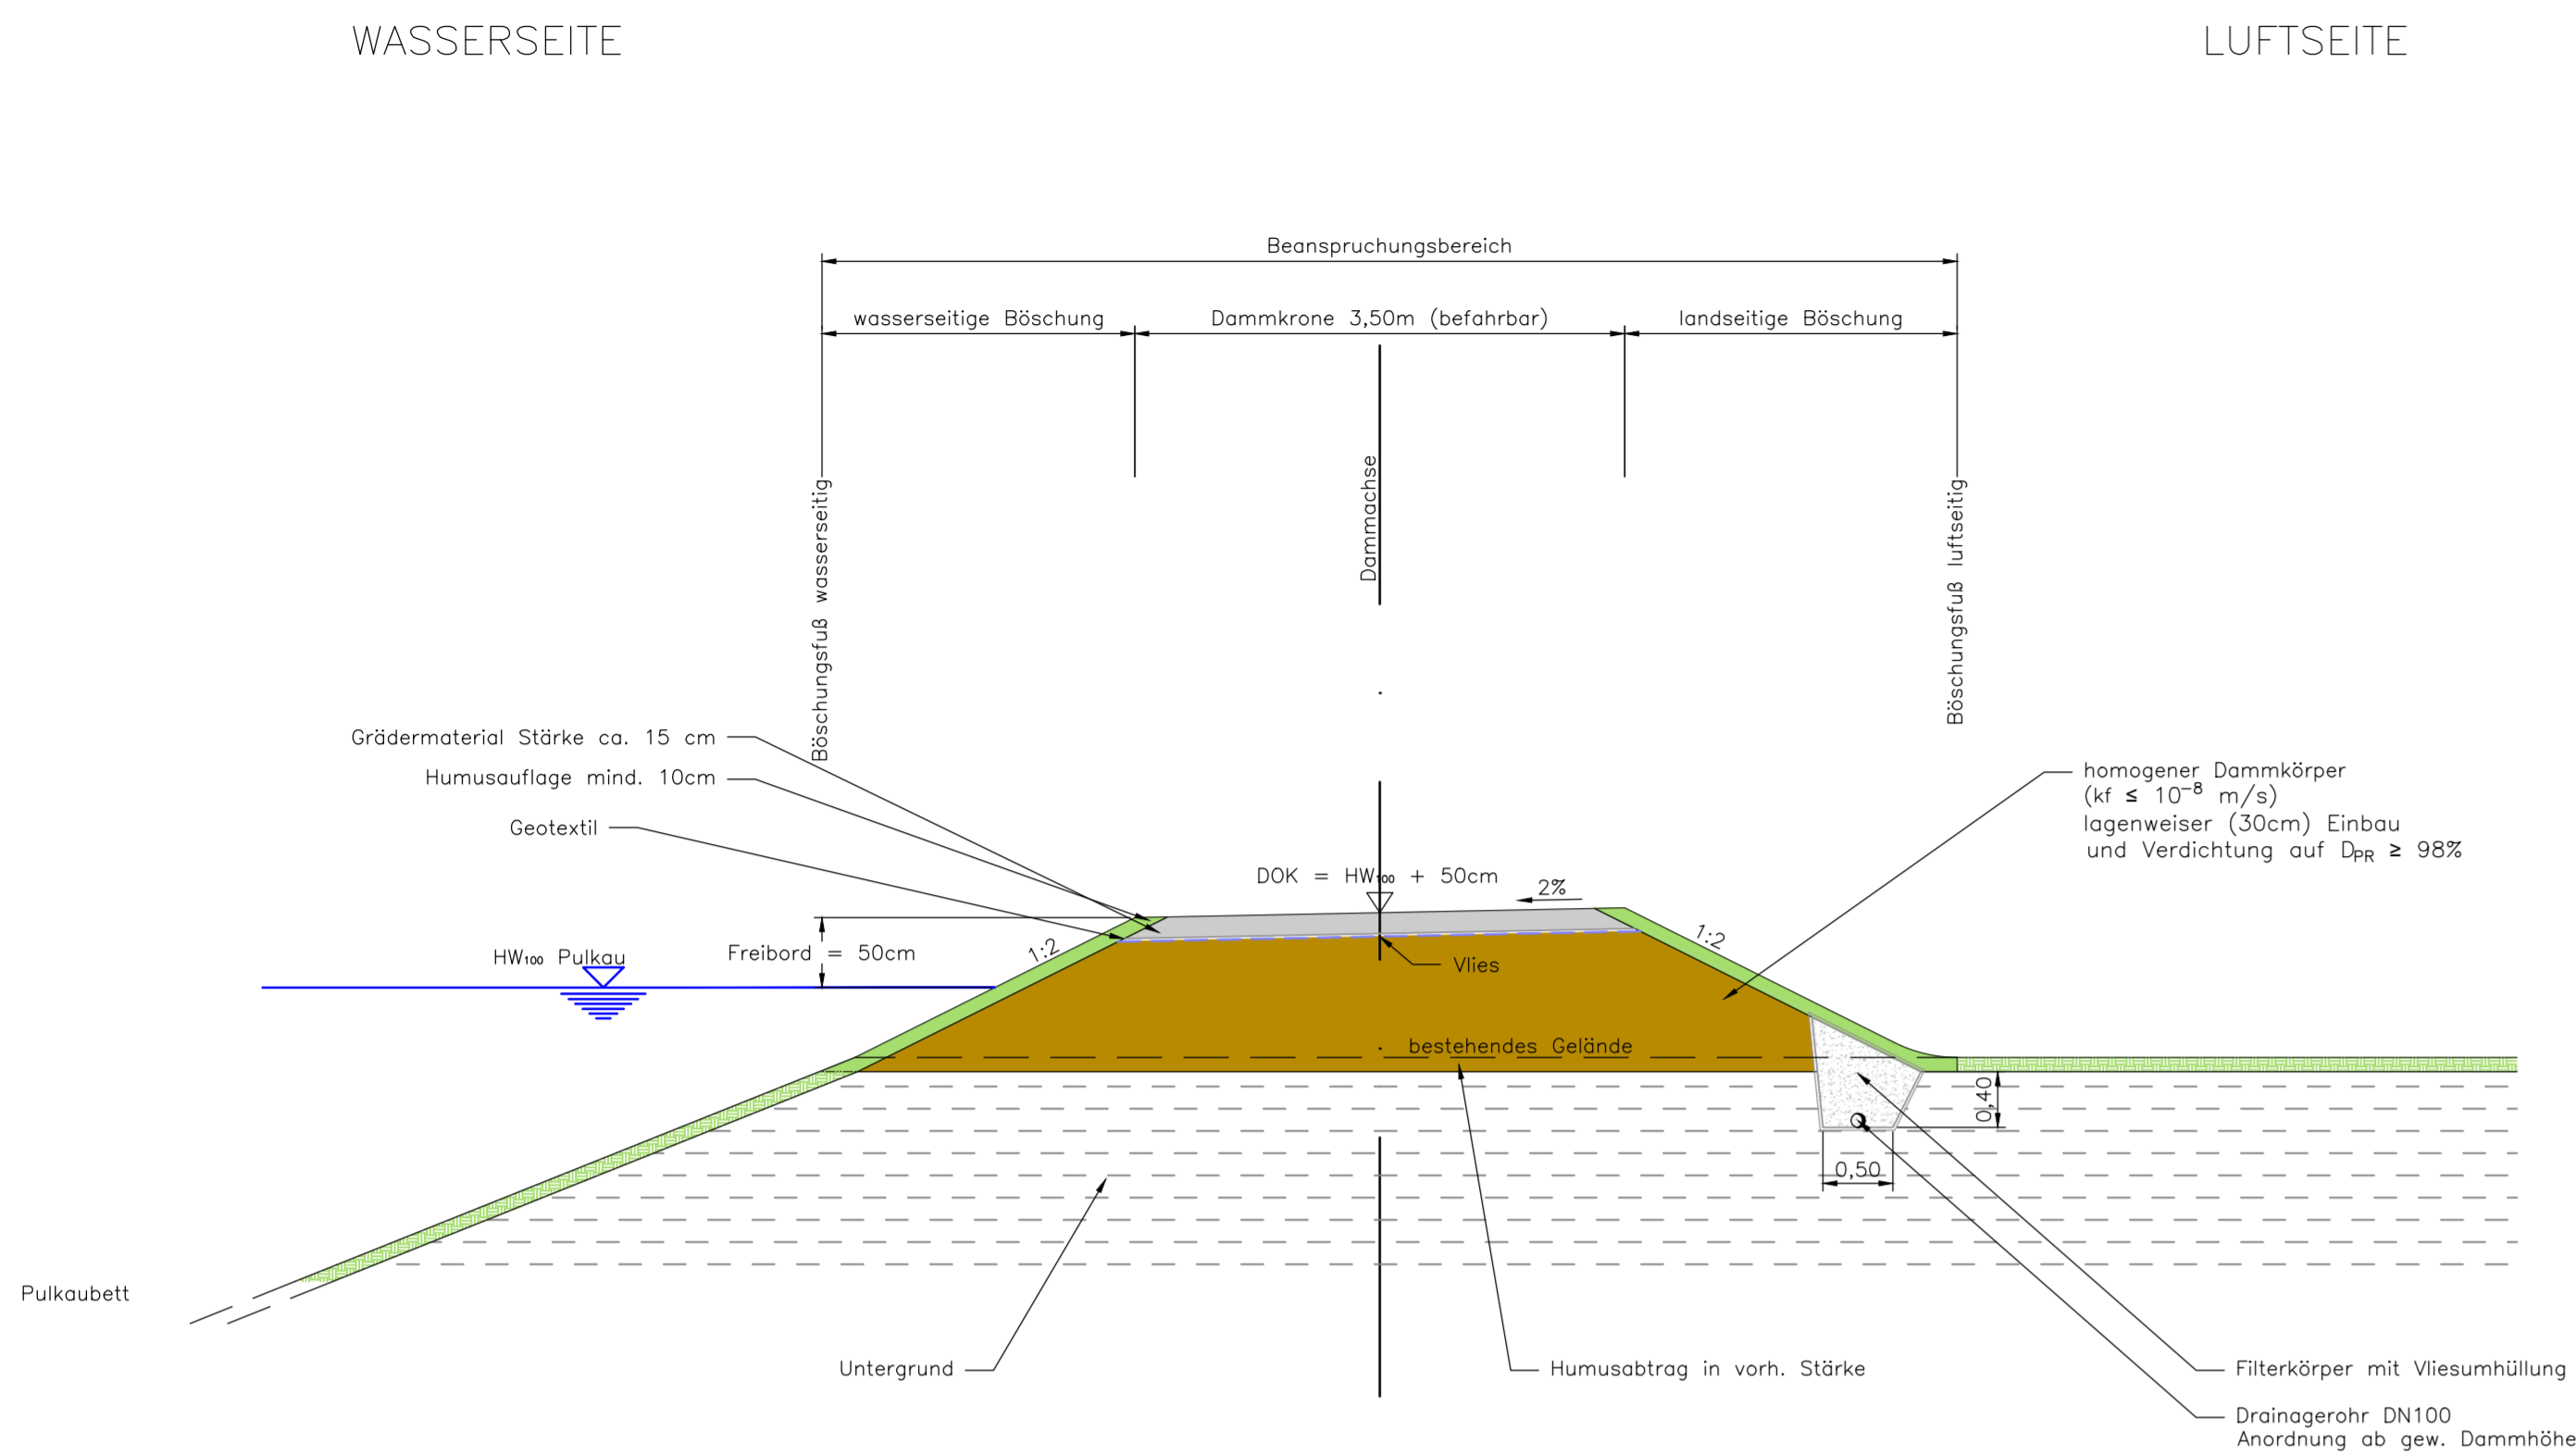 WASSERSEITE
LUFTSEITE
Beanspruchungsbereich
wasserseitige Böschung
Dammkrone 3,50m (befahrbar)
landseitige Böschung
Böschungsfuß wasserseitig
Dammachse
Böschungsfuß luftseitig
Grädermaterial Stärke ca. 15 cm
Humusauflage mind. 10cm
Geotextil
homogener Dammkörper
(kf ≤ 10⁻⁸ m/s)
lagenweiser (30cm) Einbau
und Verdichtung auf DPR ≥ 98%
DOK = HW₁₀₀ + 50cm
2%
1:2
1:2
HW₁₀₀ Pulkau
Freibord = 50cm
Vlies
bestehendes Gelände
0,40
0,50
Pulkaubett
Untergrund
Humusabtrag in vorh. Stärke
Filterkörper mit Vliesumhüllung
Drainagerohr DN100
Anordnung ab gew. Dammhöhe